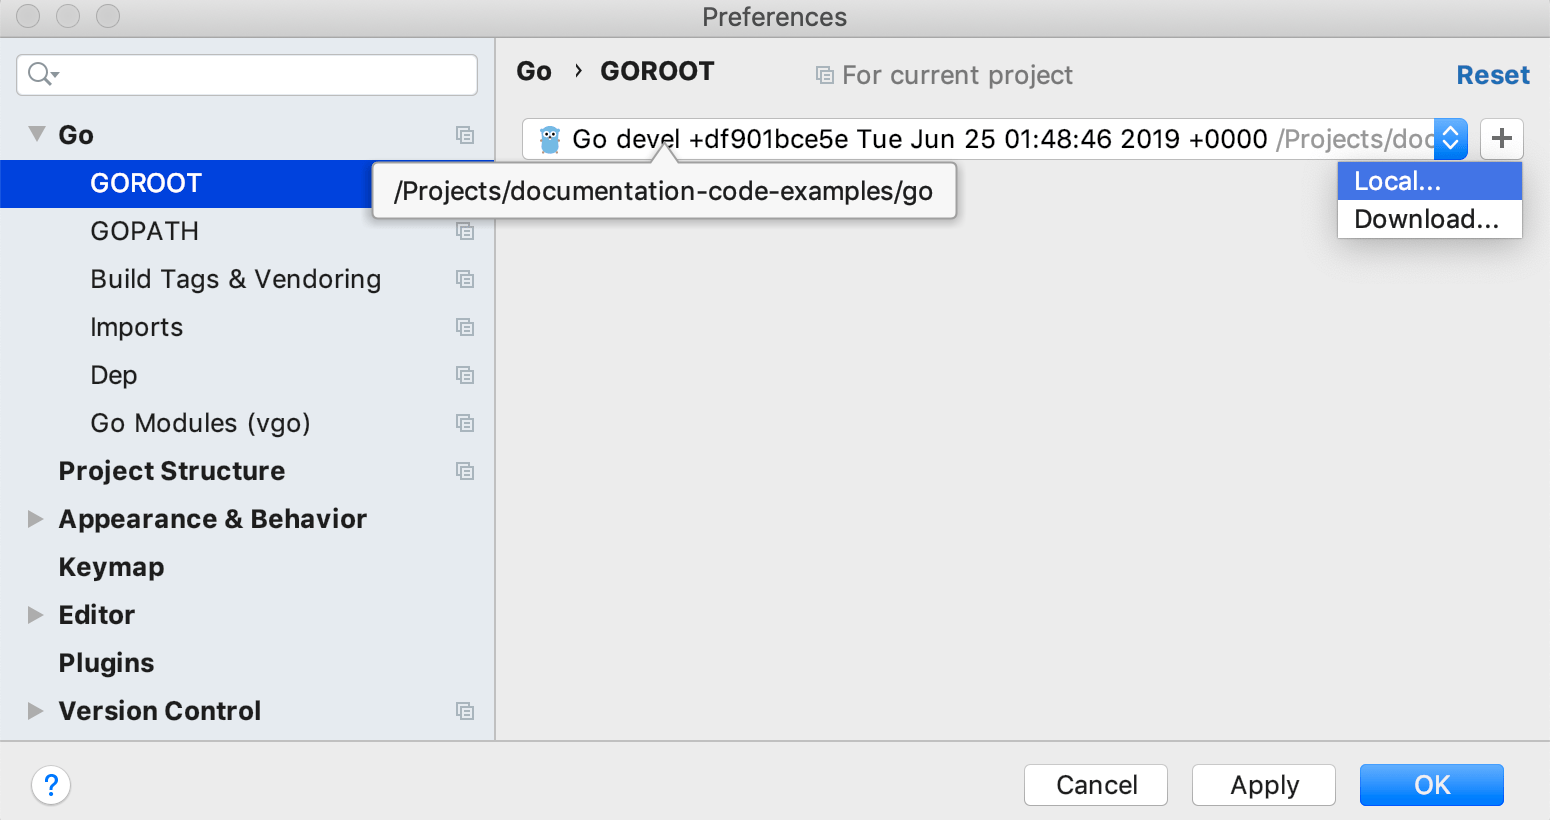 Preferences
Go
GOROOT
GOPATH
Build Tags & Vendoring
Imports
Dep
Go Modules (vgo)
Project Structure
Appearance & Behavior
Keymap
Editor
Plugins
Version Control
Go › GOROOT
For current project
Reset
Go devel +df901bce5e Tue Jun 25 01:48:46 2019 +0000 /Projects/doc
/Projects/documentation-code-examples/go
Local...
Download...
?
Cancel
Apply
OK